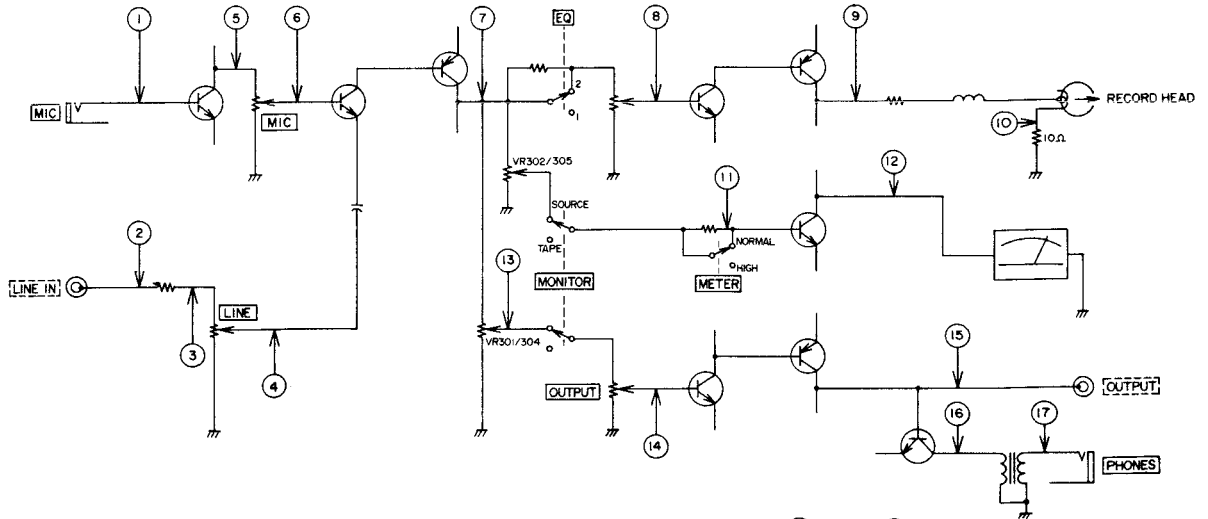 1
5
6
7
EQ
8
9
MIC
MIC
2
1
RECORD HEAD
10
10Ω
VR302/305
11
12
SOURCE
TAPE
NORMAL
HIGH
2
13
LINE IN
MONITOR
METER
LINE
3
4
VR301/304
OUTPUT
14
15
OUTPUT
16
17
PHONES